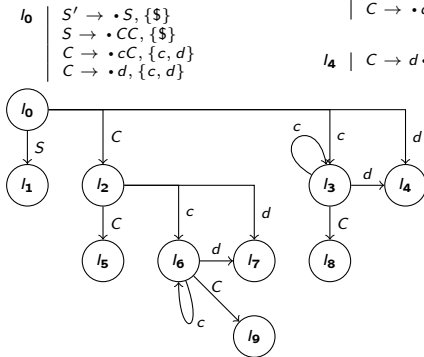 I₀ | S′ → • S, {$}
S → • CC, {$}
C → • cC, {c, d}
C → • d, {c, d}
C → • c
I₄ | C → d •
I₀
S
C
c
c
d
I₁
I₂
I₃
d
I₄
C
c
d
C
I₅
I₆
d
I₇
I₈
c
C
I₉